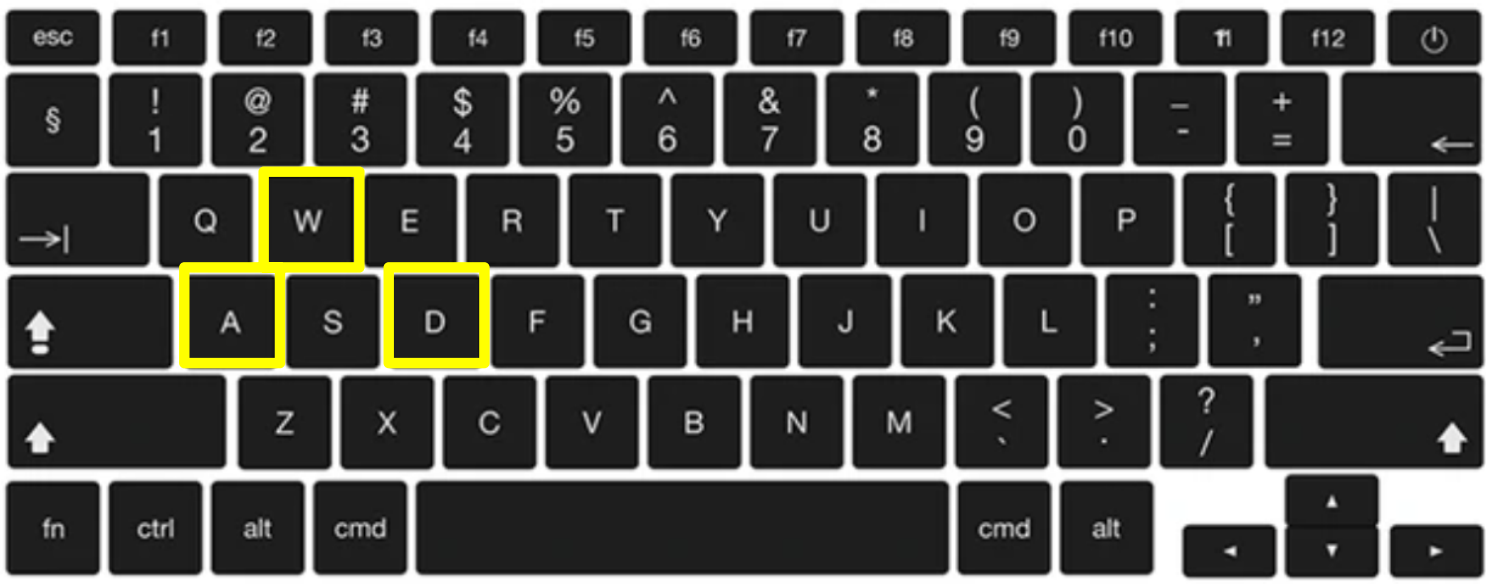 esc f1 f2 f3 f4 f5 f6 f7 f8 f9 f10 f11 f12
! @ # $ % ^ & * ( ) _ +
§ 1 2 3 4 5 6 7 8 9 0 - =
Q W E R T Y U I O P { } |
[ ] \
A S D F G H J K L : ”
; ,
Z X C V B N M < > ?
ˋ . /
fn ctrl alt cmd cmd alt